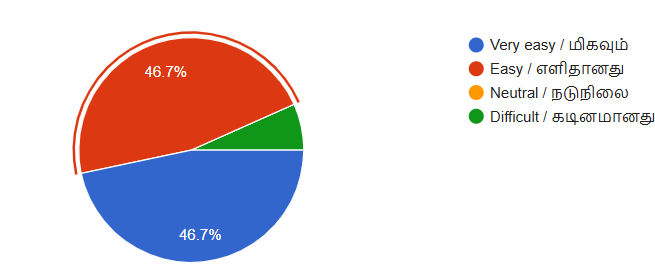 46.7%
46.7%
Very easy / மிகவும்
Easy / எளிதானது
Neutral / நடுநிலை
Difficult / கடினமானது